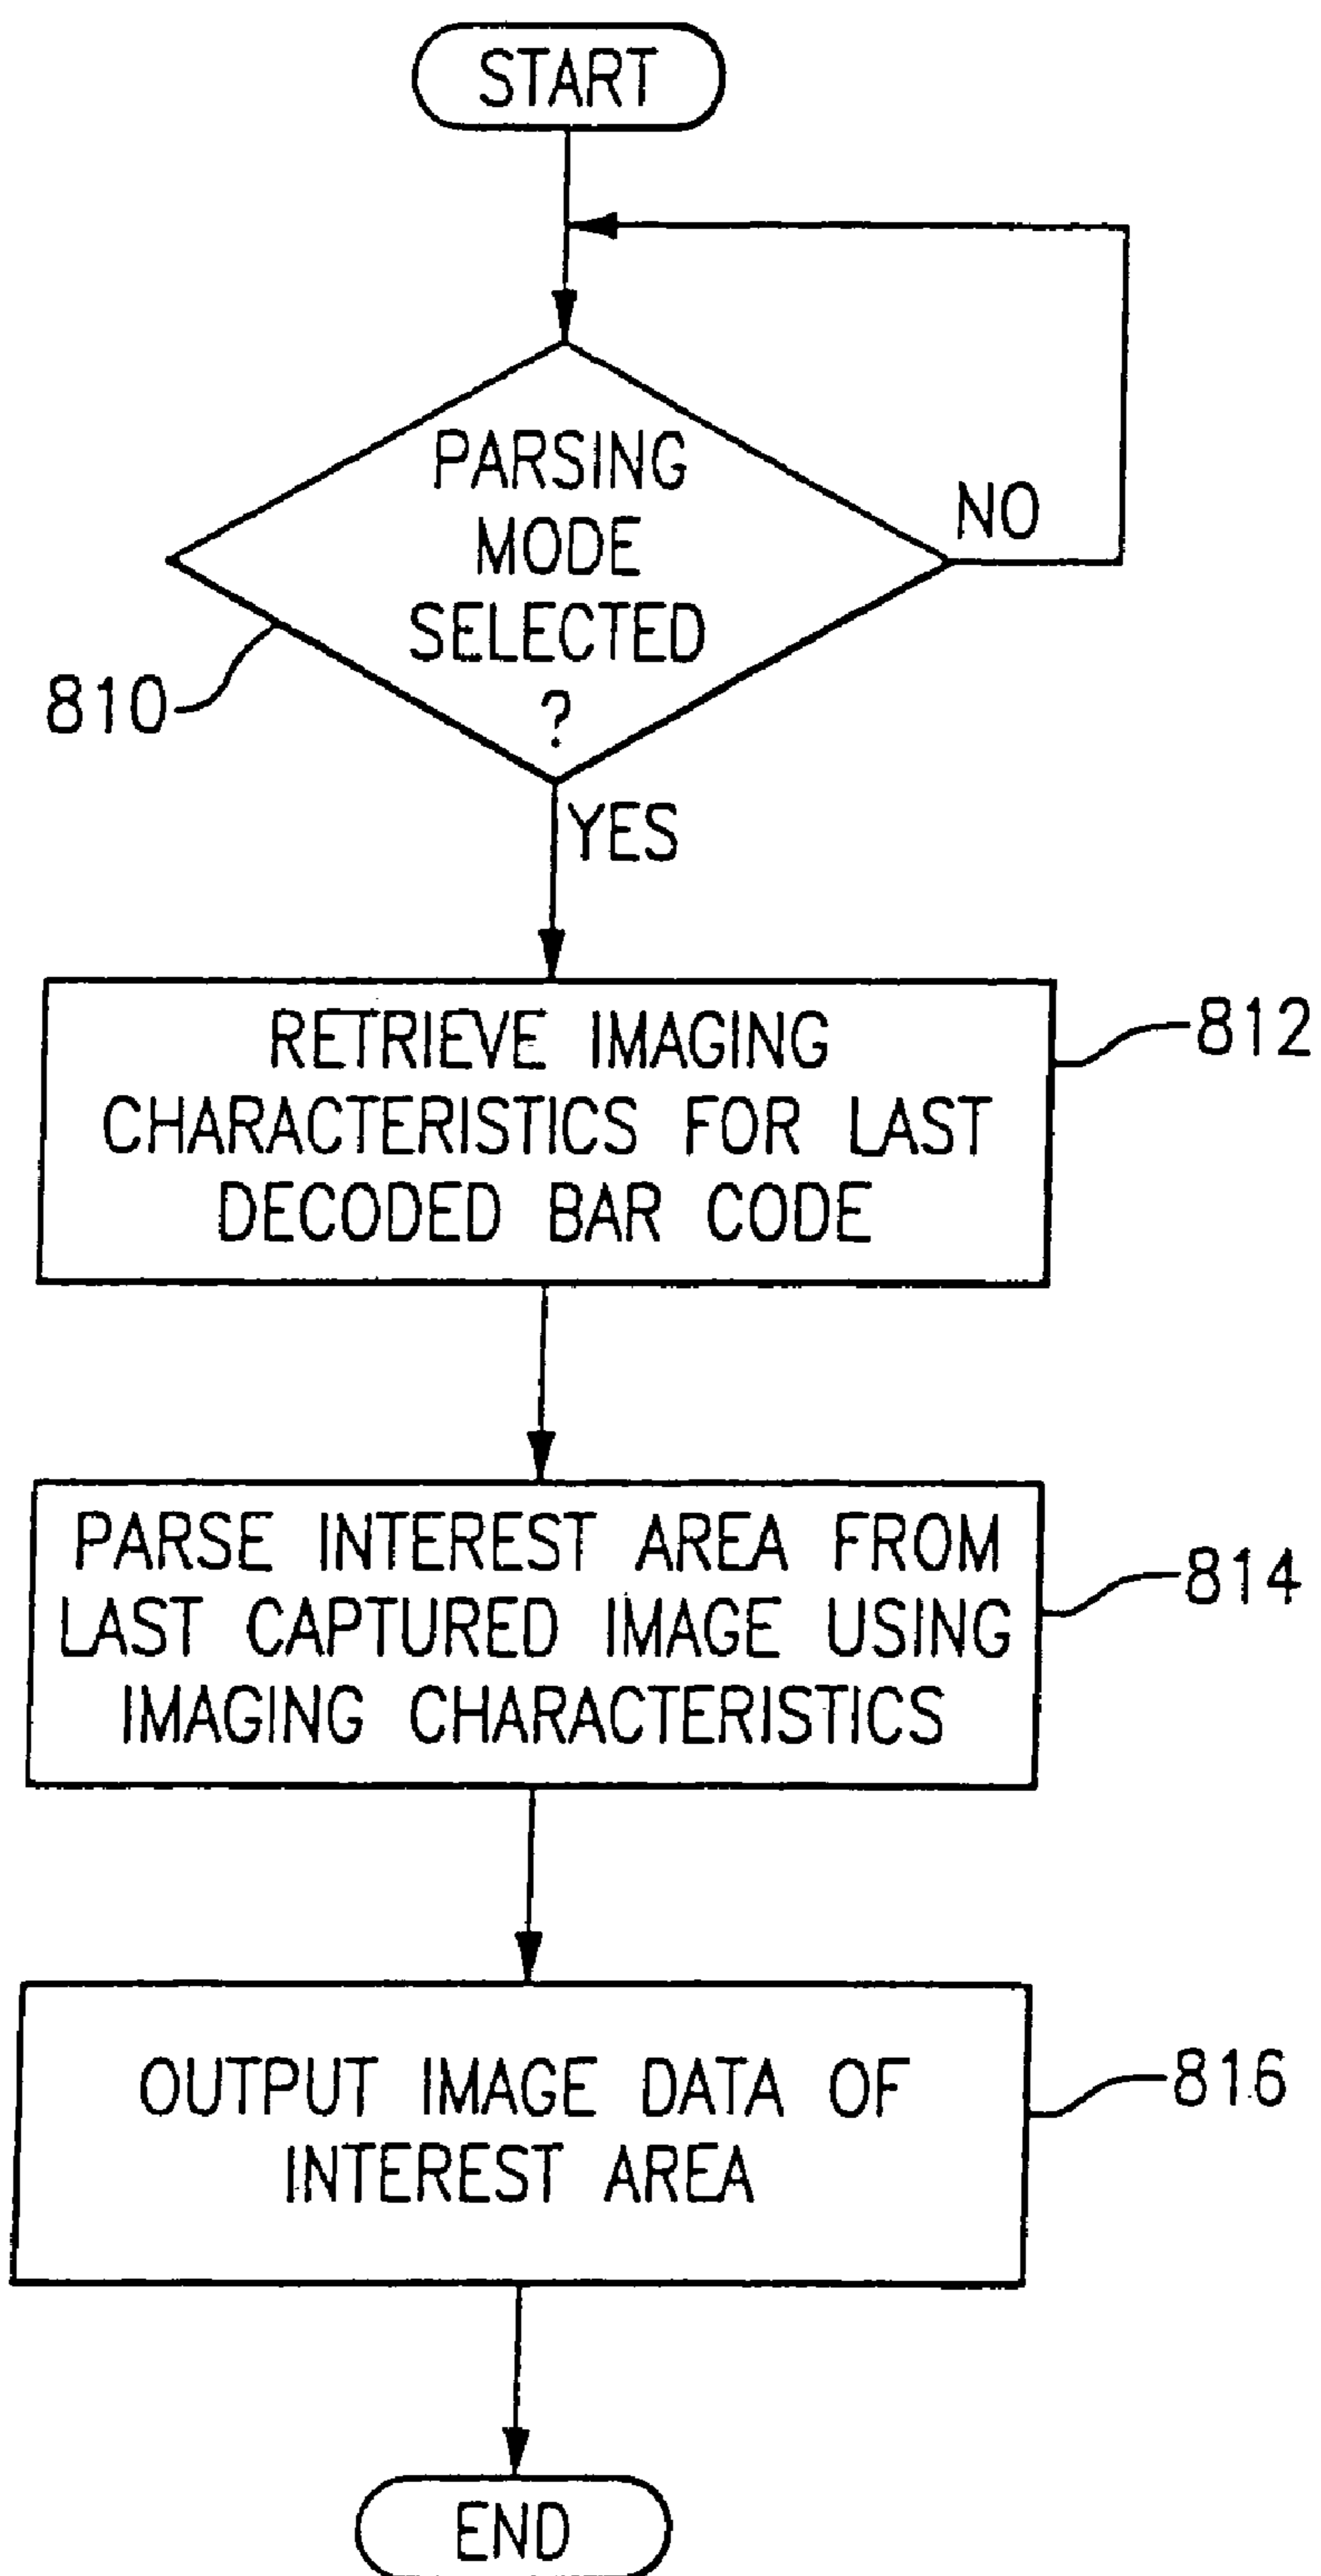 START
PARSING
MODE
SELECTED
?
NO
810
YES
RETRIEVE IMAGING
CHARACTERISTICS FOR LAST
DECODED BAR CODE
812
PARSE INTEREST AREA FROM
LAST CAPTURED IMAGE USING
IMAGING CHARACTERISTICS
814
OUTPUT IMAGE DATA OF
INTEREST AREA
816
END